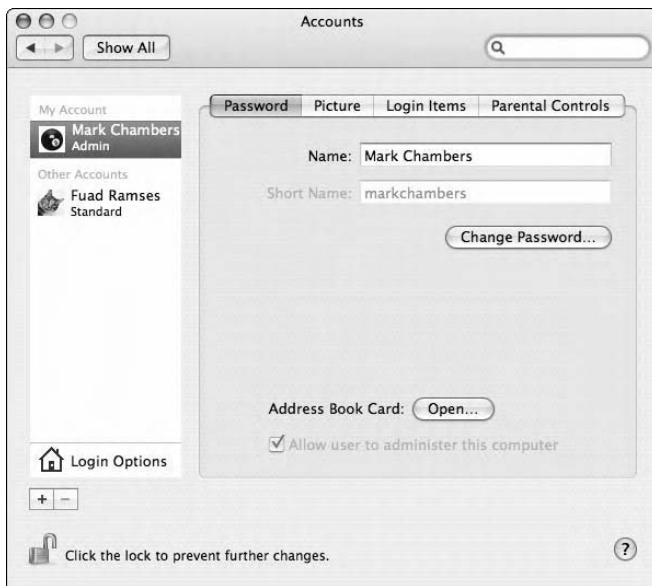 Accounts
Show All
My Account
Mark Chambers
Admin
Other Accounts
Fuad Ramses
Standard
Login Options
+ −
Password Picture Login Items Parental Controls
Name: Mark Chambers
Short Name: markchambers
Change Password...
Address Book Card: Open...
Allow user to administer this computer
Click the lock to prevent further changes.
?